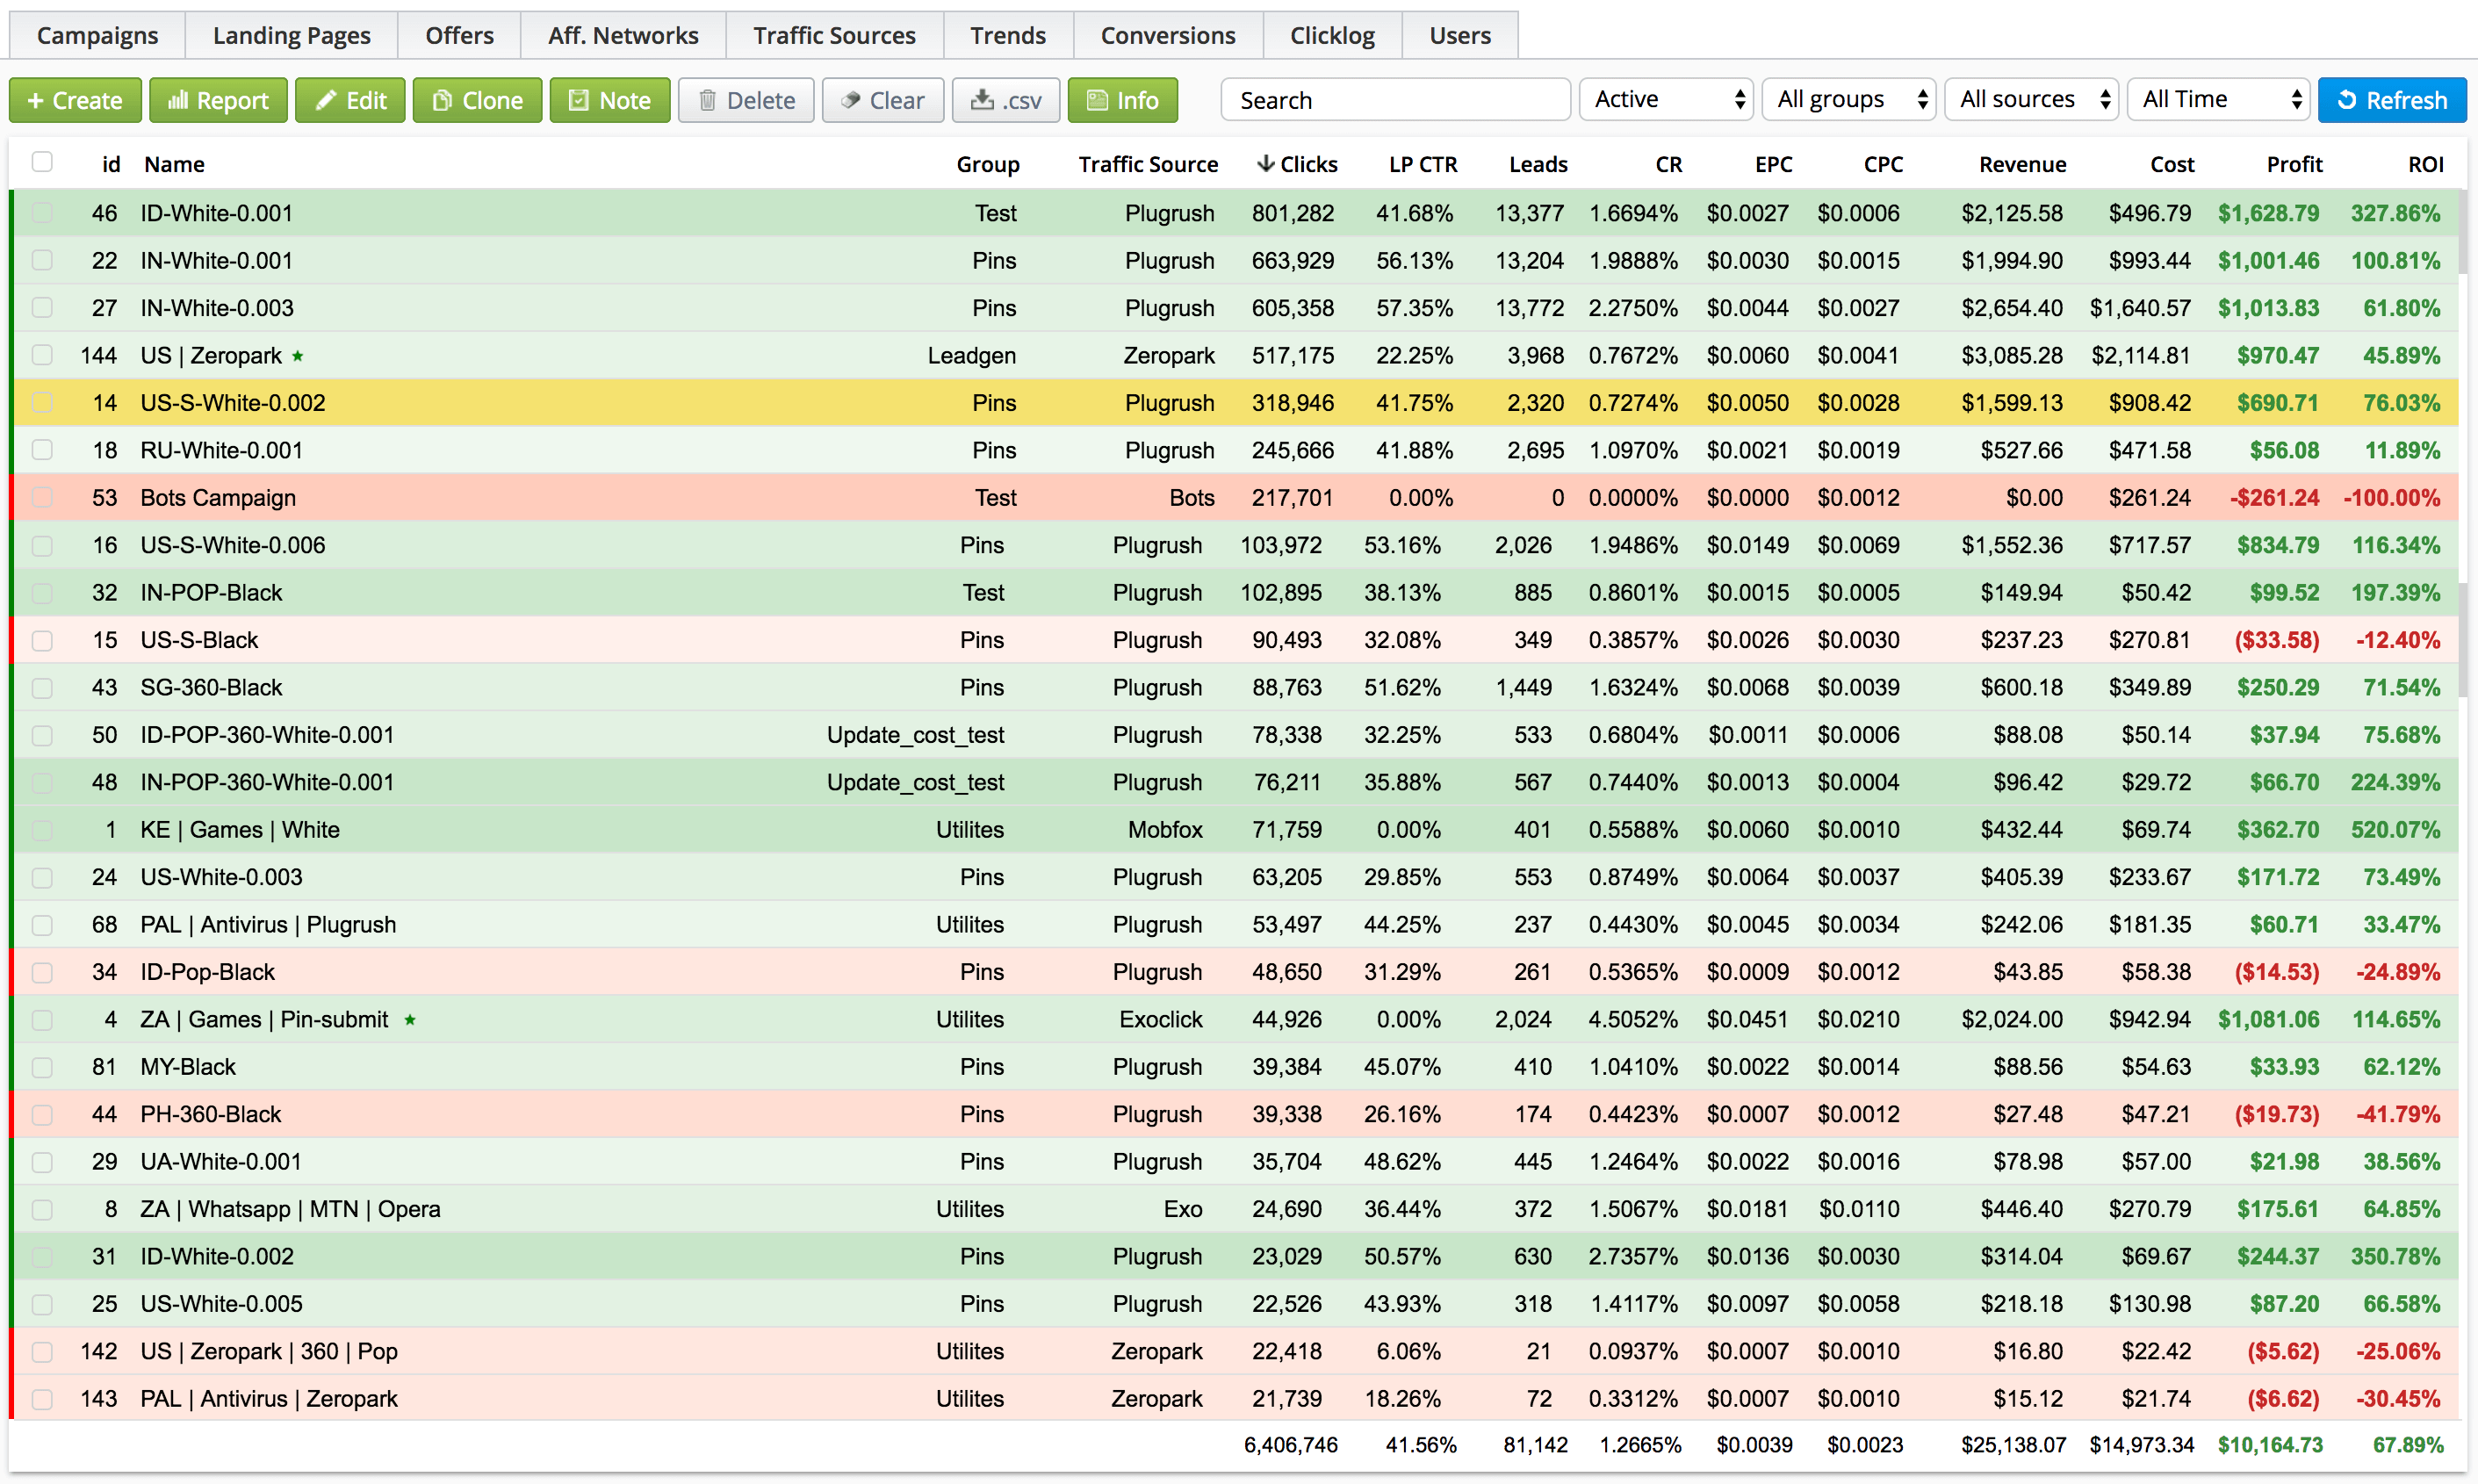 Campaigns Landing Pages Offers Aff. Networks Traffic Sources Trends Conversions Clicklog Users
+ Create Report Edit Clone Note Delete Clear .csv Info Search Active All groups All sources All Time Refresh
id Name Group Traffic Source Clicks LP CTR Leads CR EPC CPC Revenue Cost Profit ROI
46 ID-White-0.001 Test Plugrush 801,282 41.68% 13,377 1.6694% $0.0027 $0.0006 $2,125.58 $496.79 $1,628.79 327.86%
22 IN-White-0.001 Pins Plugrush 663,929 56.13% 13,204 1.9888% $0.0030 $0.0015 $1,994.90 $993.44 $1,001.46 100.81%
27 IN-White-0.003 Pins Plugrush 605,358 57.35% 13,772 2.2750% $0.0044 $0.0027 $2,654.40 $1,640.57 $1,013.83 61.80%
144 US | Zeropark Leadgen Zeropark 517,175 22.25% 3,968 0.7672% $0.0060 $0.0041 $3,085.28 $2,114.81 $970.47 45.89%
14 US-S-White-0.002 Pins Plugrush 318,946 41.75% 2,320 0.7274% $0.0050 $0.0028 $1,599.13 $908.42 $690.71 76.03%
18 RU-White-0.001 Pins Plugrush 245,666 41.88% 2,695 1.0970% $0.0021 $0.0019 $527.66 $471.58 $56.08 11.89%
53 Bots Campaign Test Bots 217,701 0.00% 0 0.0000% $0.0000 $0.0012 $0.00 $261.24 -$261.24 -100.00%
16 US-S-White-0.006 Pins Plugrush 103,972 53.16% 2,026 1.9486% $0.0149 $0.0069 $1,552.36 $717.57 $834.79 116.34%
32 IN-POP-Black Test Plugrush 102,895 38.13% 885 0.8601% $0.0015 $0.0005 $149.94 $50.42 $99.52 197.39%
15 US-S-Black Pins Plugrush 90,493 32.08% 349 0.3857% $0.0026 $0.0030 $237.23 $270.81 ($33.58) -12.40%
43 SG-360-Black Pins Plugrush 88,763 51.62% 1,449 1.6324% $0.0068 $0.0039 $600.18 $349.89 $250.29 71.54%
50 ID-POP-360-White-0.001 Update_cost_test Plugrush 78,338 32.25% 533 0.6804% $0.0011 $0.0006 $88.08 $50.14 $37.94 75.68%
48 IN-POP-360-White-0.001 Update_cost_test Plugrush 76,211 35.88% 567 0.7440% $0.0013 $0.0004 $96.42 $29.72 $66.70 224.39%
1 KE | Games | White Utilites Mobfox 71,759 0.00% 401 0.5588% $0.0060 $0.0010 $432.44 $69.74 $362.70 520.07%
24 US-White-0.003 Pins Plugrush 63,205 29.85% 553 0.8749% $0.0064 $0.0037 $405.39 $233.67 $171.72 73.49%
68 PAL | Antivirus | Plugrush Utilites Plugrush 53,497 44.25% 237 0.4430% $0.0045 $0.0034 $242.06 $181.35 $60.71 33.47%
34 ID-Pop-Black Pins Plugrush 48,650 31.29% 261 0.5365% $0.0009 $0.0012 $43.85 $58.38 ($14.53) -24.89%
4 ZA | Games | Pin-submit Utilites Exoclick 44,926 0.00% 2,024 4.5052% $0.0451 $0.0210 $2,024.00 $942.94 $1,081.06 114.65%
81 MY-Black Pins Plugrush 39,384 45.07% 410 1.0410% $0.0022 $0.0014 $88.56 $54.63 $33.93 62.12%
44 PH-360-Black Pins Plugrush 39,338 26.16% 174 0.4423% $0.0007 $0.0012 $27.48 $47.21 ($19.73) -41.79%
29 UA-White-0.001 Pins Plugrush 35,704 48.62% 445 1.2464% $0.0022 $0.0016 $78.98 $57.00 $21.98 38.56%
8 ZA | Whatsapp | MTN | Opera Utilites Exo 24,690 36.44% 372 1.5067% $0.0181 $0.0110 $446.40 $270.79 $175.61 64.85%
31 ID-White-0.002 Pins Plugrush 23,029 50.57% 630 2.7357% $0.0136 $0.0030 $314.04 $69.67 $244.37 350.78%
25 US-White-0.005 Pins Plugrush 22,526 43.93% 318 1.4117% $0.0097 $0.0058 $218.18 $130.98 $87.20 66.58%
142 US | Zeropark | 360 | Pop Utilites Zeropark 22,418 6.06% 21 0.0937% $0.0007 $0.0010 $16.80 $22.42 ($5.62) -25.06%
143 PAL | Antivirus | Zeropark Utilites Zeropark 21,739 18.26% 72 0.3312% $0.0007 $0.0010 $15.12 $21.74 ($6.62) -30.45%
6,406,746 41.56% 81,142 1.2665% $0.0039 $0.0023 $25,138.07 $14,973.34 $10,164.73 67.89%